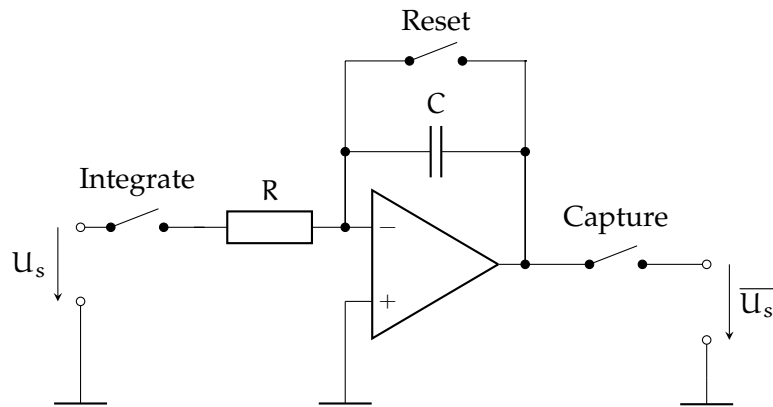 Reset
C
Integrate
R
Capture
U_s
−
+
\overline{U_s}